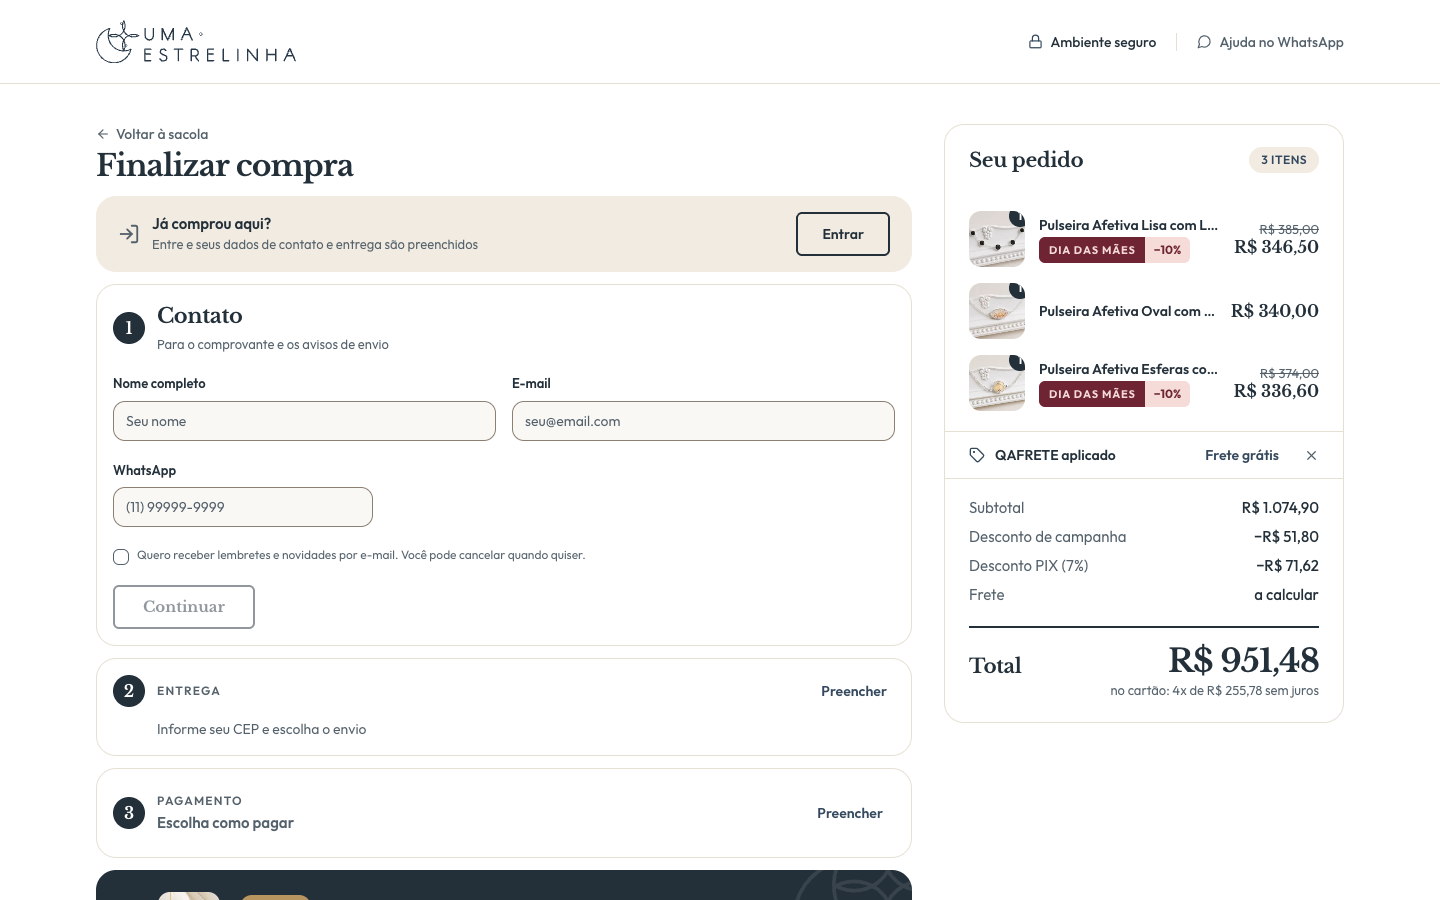 UMA
ESTRELINHA
Ambiente seguro
Ajuda no WhatsApp
Voltar à sacola
Finalizar compra
Já comprou aqui?
Entre e seus dados de contato e entrega são preenchidos
Entrar
1
Contato
Para o comprovante e os avisos de envio
Nome completo
E-mail
Seu nome
seu@email.com
WhatsApp
(11) 99999-9999
Quero receber lembretes e novidades por e-mail. Você pode cancelar quando quiser.
Continuar
2
ENTREGA
Preencher
Informe seu CEP e escolha o envio
3
PAGAMENTO
Escolha como pagar
Preencher
Seu pedido
3 ITENS
Pulseira Afetiva Lisa com L...
DIA DAS MÃES −10%
R$ 385,00
R$ 346,50
Pulseira Afetiva Oval com ...
R$ 340,00
Pulseira Afetiva Esferas co...
DIA DAS MÃES −10%
R$ 374,00
R$ 336,60
QAFRETE aplicado
Frete grátis
Subtotal
R$ 1.074,90
Desconto de campanha
−R$ 51,80
Desconto PIX (7%)
−R$ 71,62
Frete
a calcular
Total
R$ 951,48
no cartão: 4x de R$ 255,78 sem juros